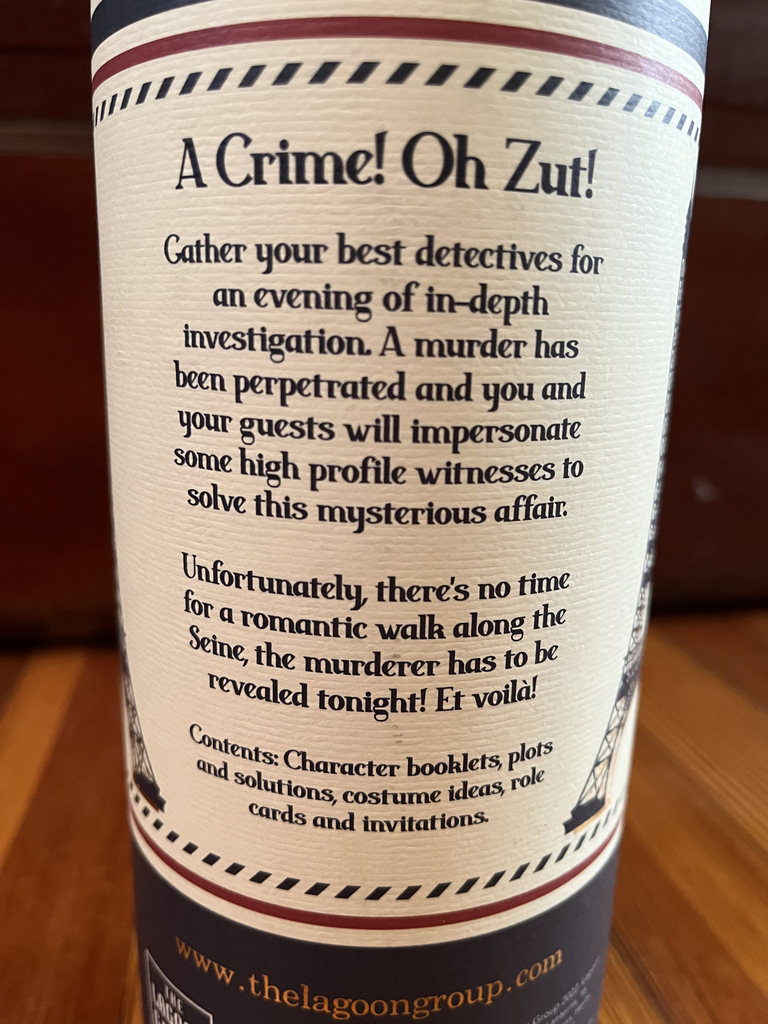 A Crime! Oh Zut!
Gather your best detectives for
an evening of in-depth
investigation. A murder has
been perpetrated and you and
your guests will impersonate
some high profile witnesses to
solve this mysterious affair.
Unfortunately, there's no time
for a romantic walk along the
Seine, the murderer has to be
revealed tonight! Et voilà!
Contents: Character booklets, plots
and solutions, costume ideas, role
cards and invitations.
www.thelagoongroup.com
THE
LAGOON